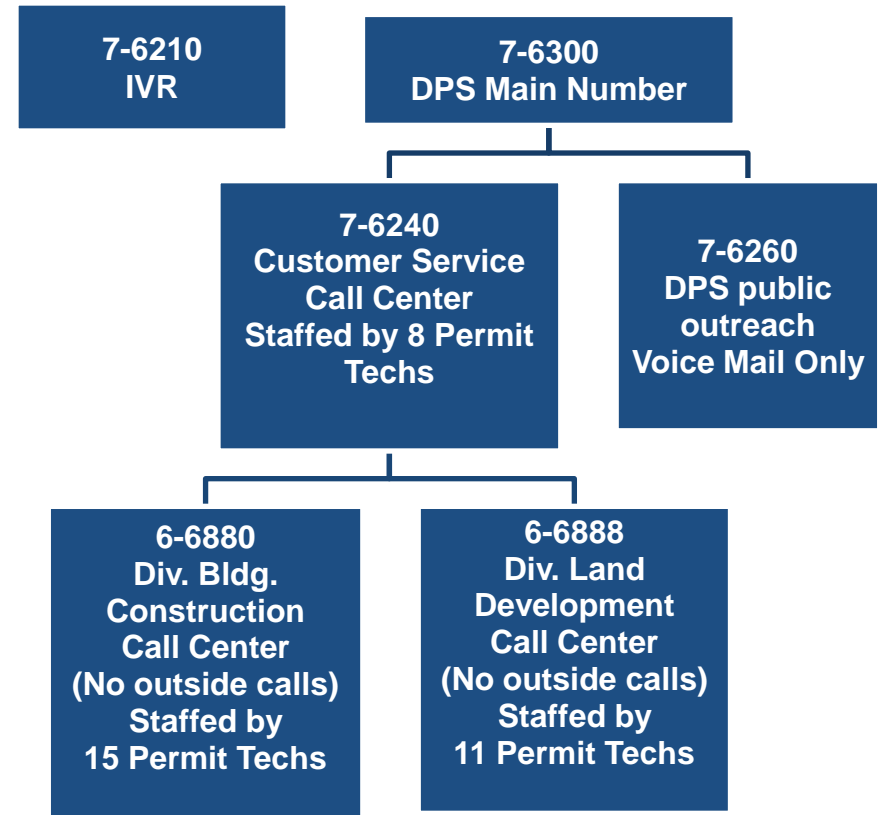 7-6210
IVR
7-6300
DPS Main Number
7-6240
Customer Service
Call Center
Staffed by 8 Permit
Techs
7-6260
DPS public
outreach
Voice Mail Only
6-6880
Div. Bldg.
Construction
Call Center
(No outside calls)
Staffed by
15 Permit Techs
6-6888
Div. Land
Development
Call Center
(No outside calls)
Staffed by
11 Permit Techs